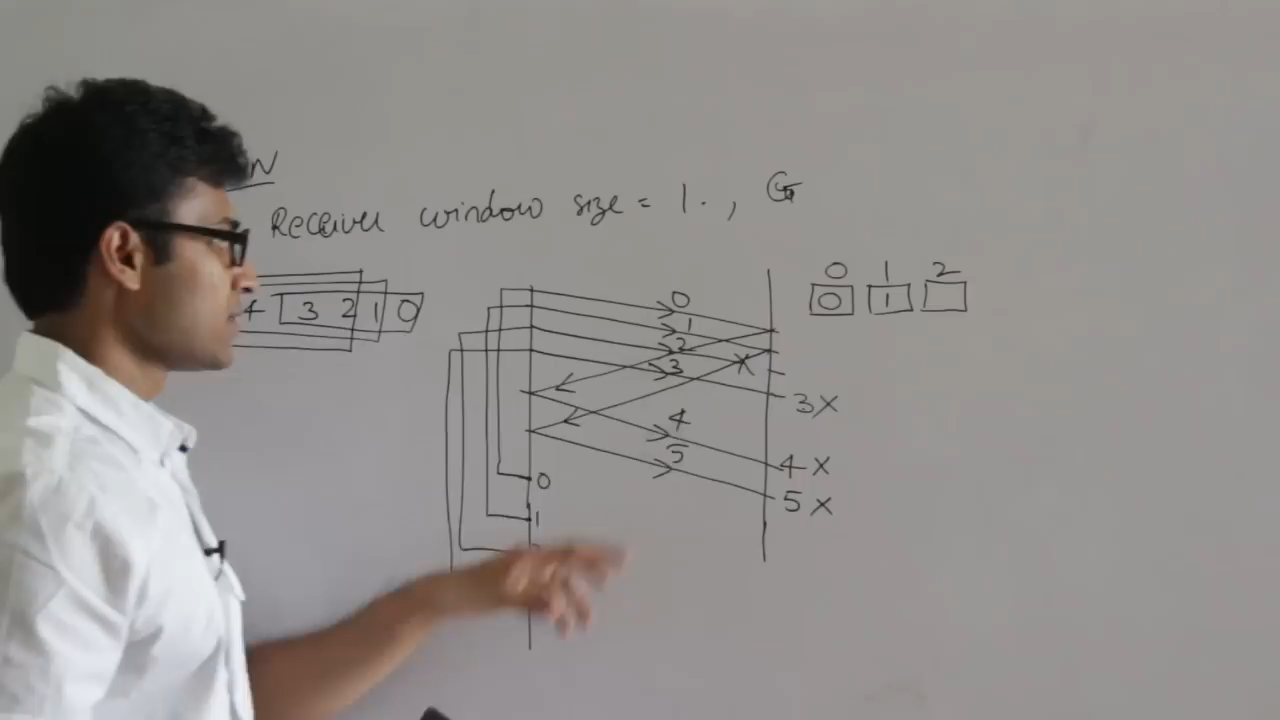 N
Receiver window size = 1. , G
0 1 2
0 1
4 3 2 1 0
0
1
2
3
X
3X
4
4 X
5
5 X
0
1